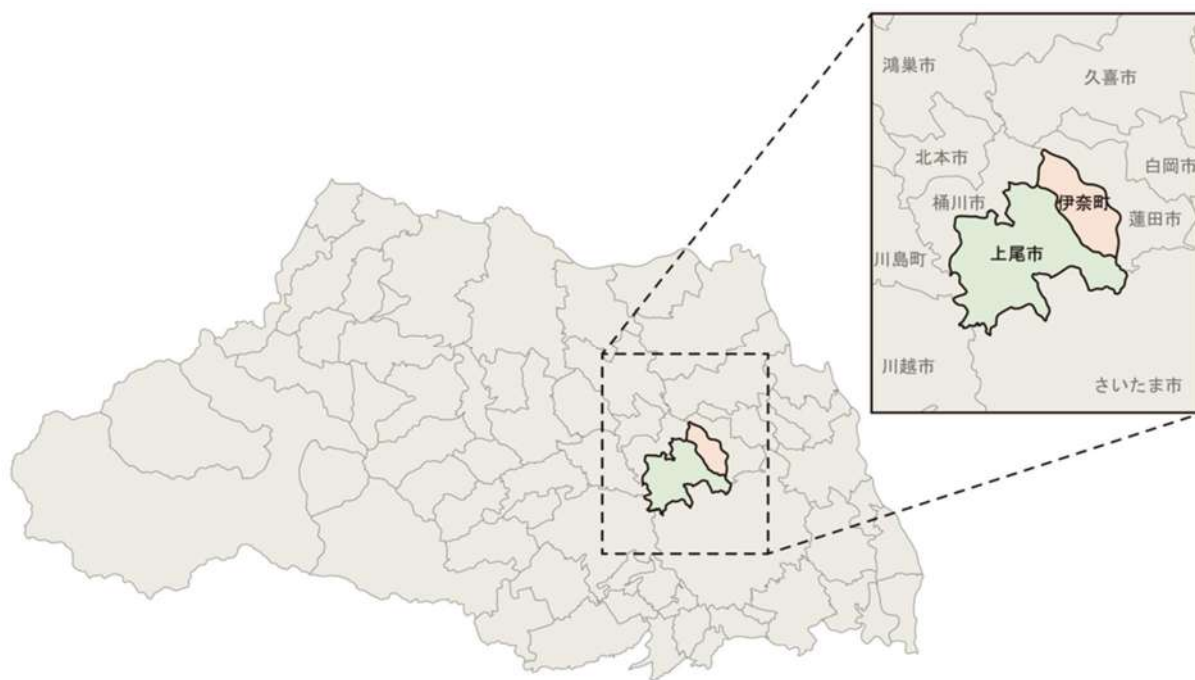 鴻巣市
久喜市
北本市
白岡市
桶川市
伊奈町
蓮田市
川島町
上尾市
川越市
さいたま市